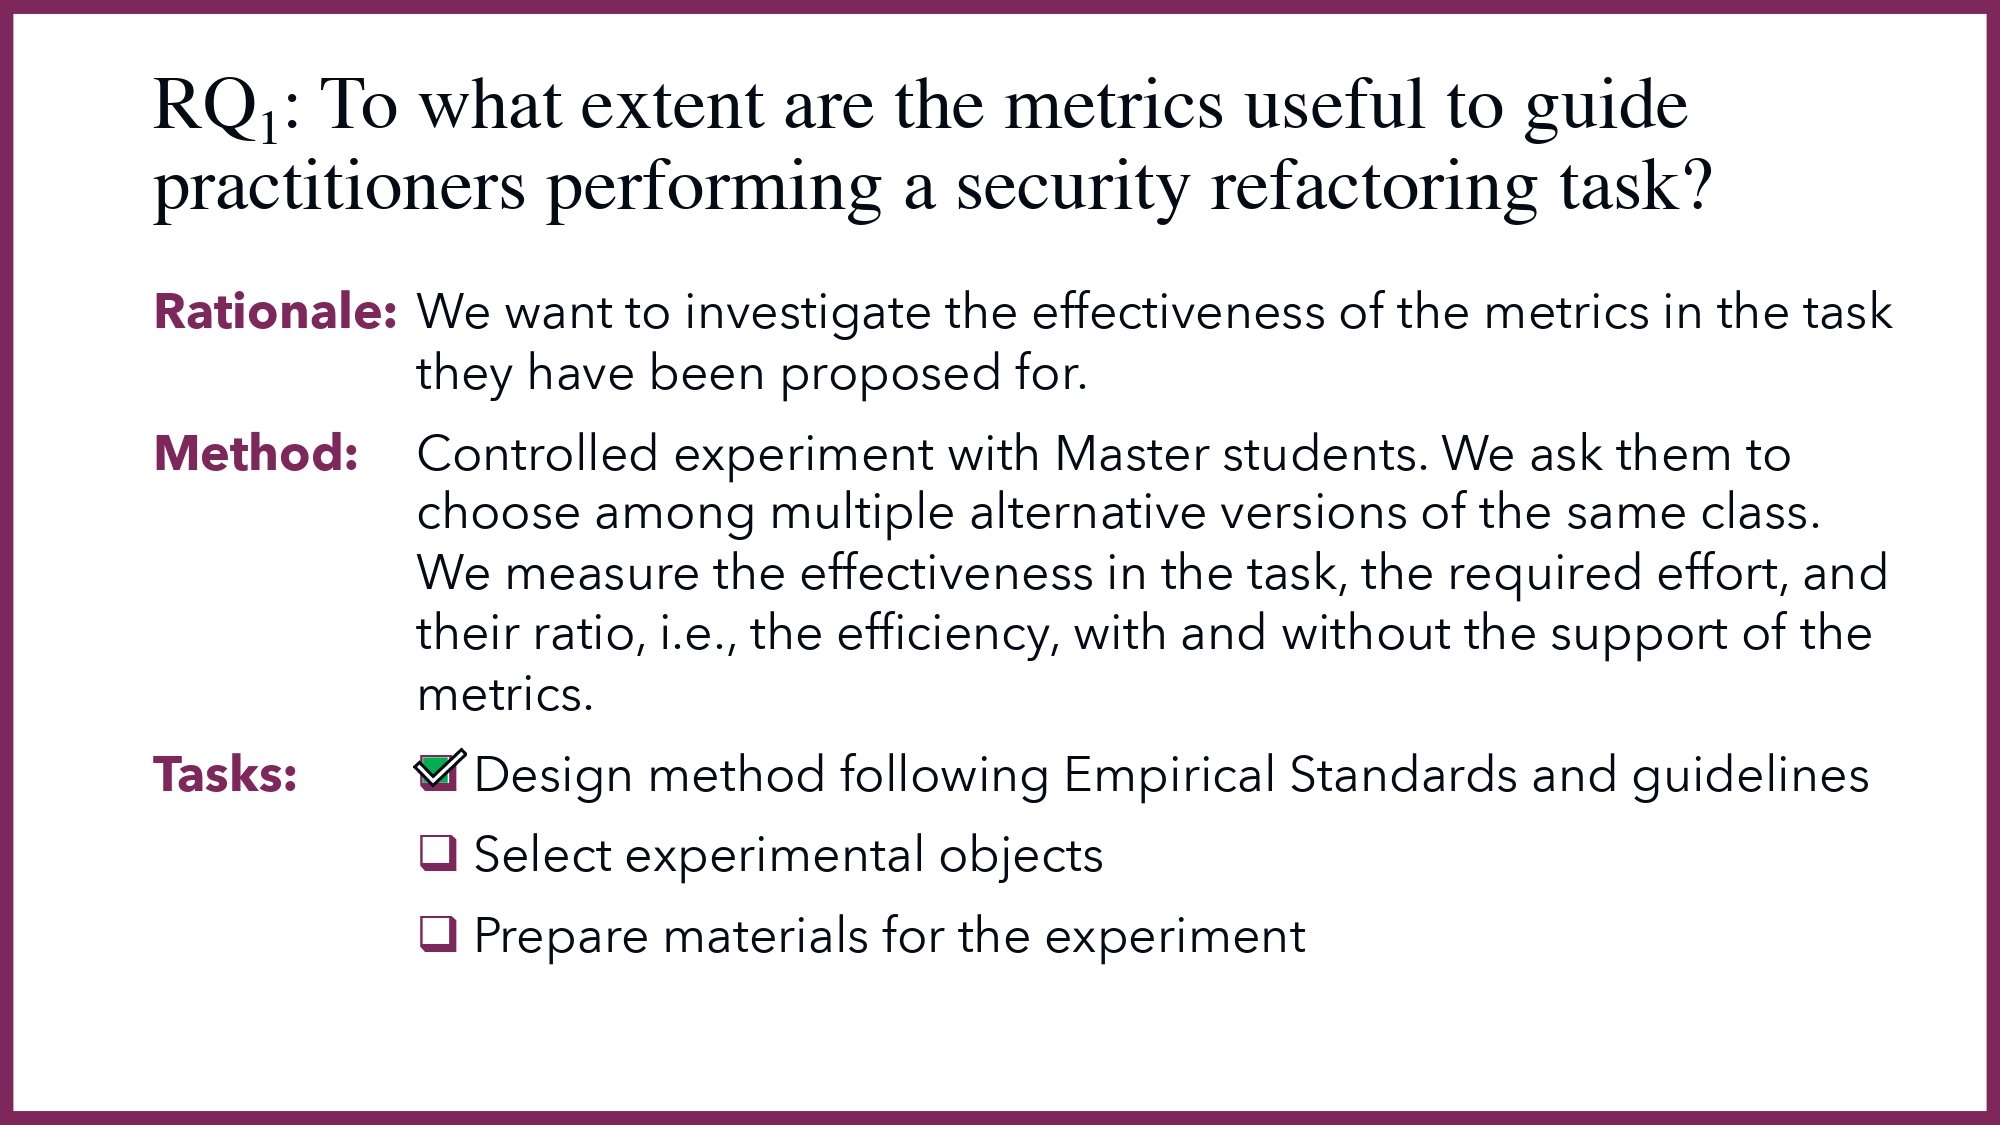 RQ1: To what extent are the metrics useful to guide
practitioners performing a security refactoring task?
Rationale: We want to investigate the effectiveness of the metrics in the task
they have been proposed for.
Method: Controlled experiment with Master students. We ask them to
choose among multiple alternative versions of the same class.
We measure the effectiveness in the task, the required effort, and
their ratio, i.e., the efficiency, with and without the support of the
metrics.
Tasks: Design method following Empirical Standards and guidelines
Select experimental objects
Prepare materials for the experiment